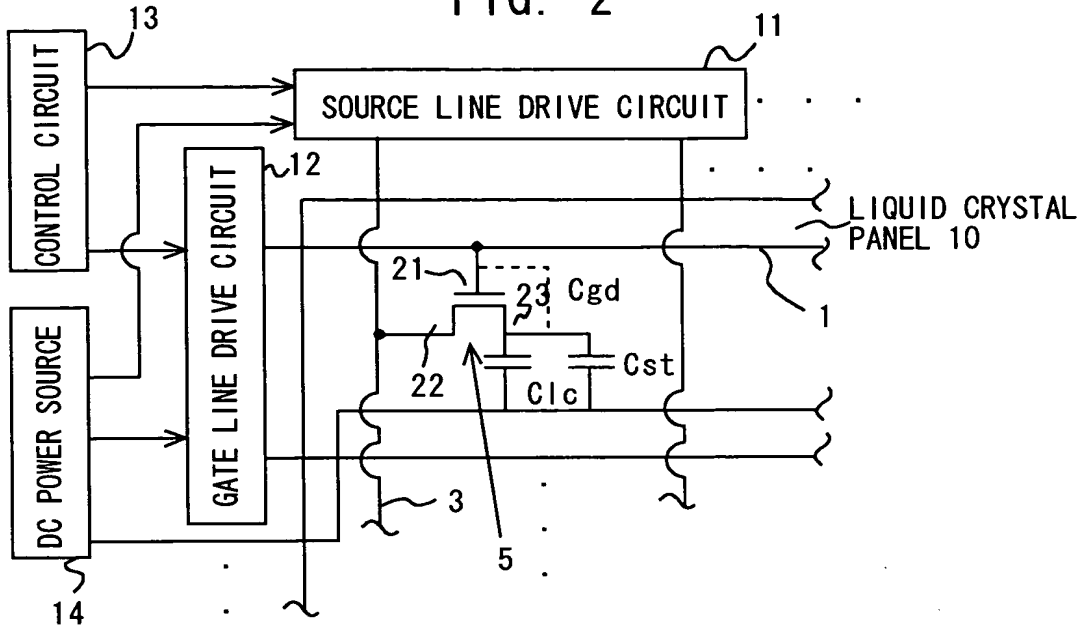 FIG. 2
13
11
CONTROL CIRCUIT
SOURCE LINE DRIVE CIRCUIT
12
GATE LINE DRIVE CIRCUIT
LIQUID CRYSTAL
PANEL 10
21
23
Cgd
1
22
Cst
Clc
DC POWER SOURCE
3
5
14